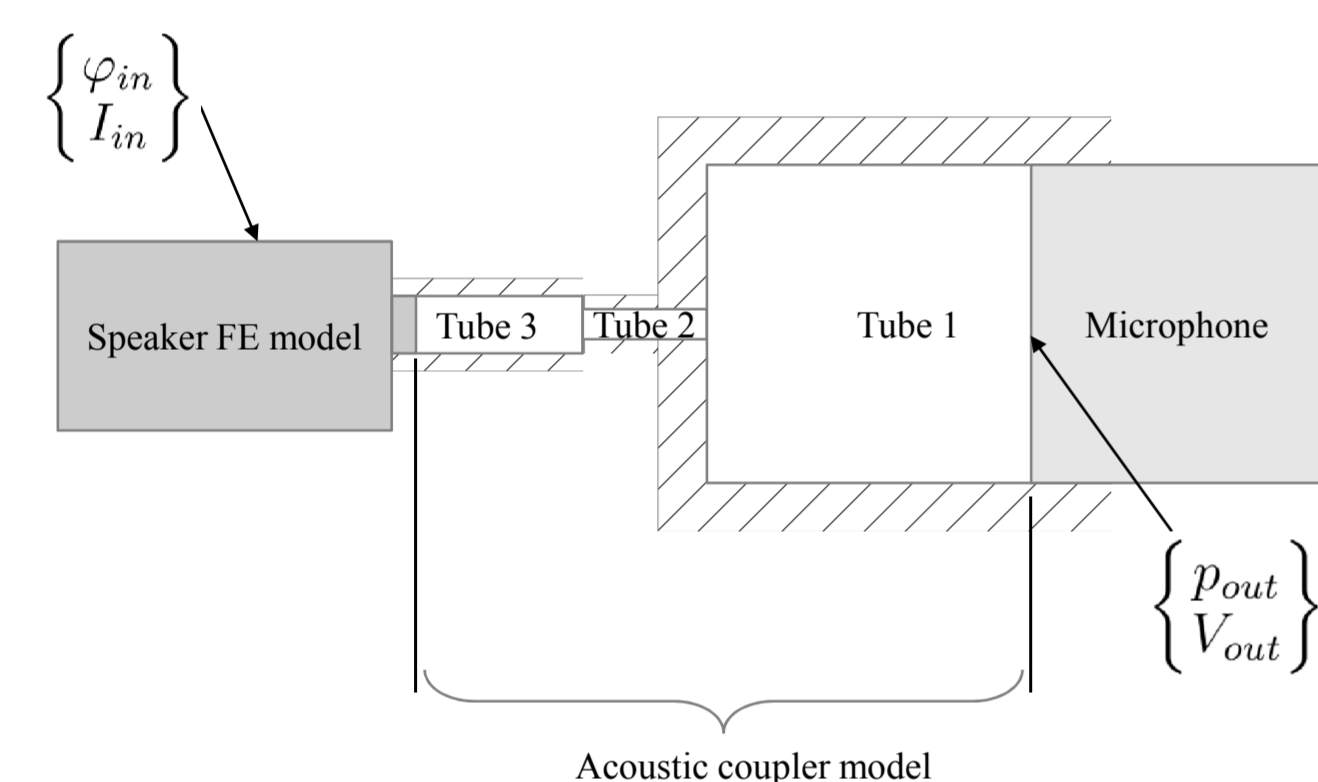 φin
Iin
Speaker FE model
Tube 3
Tube 2
Tube 1
Microphone
pout
Vout
Acoustic coupler model